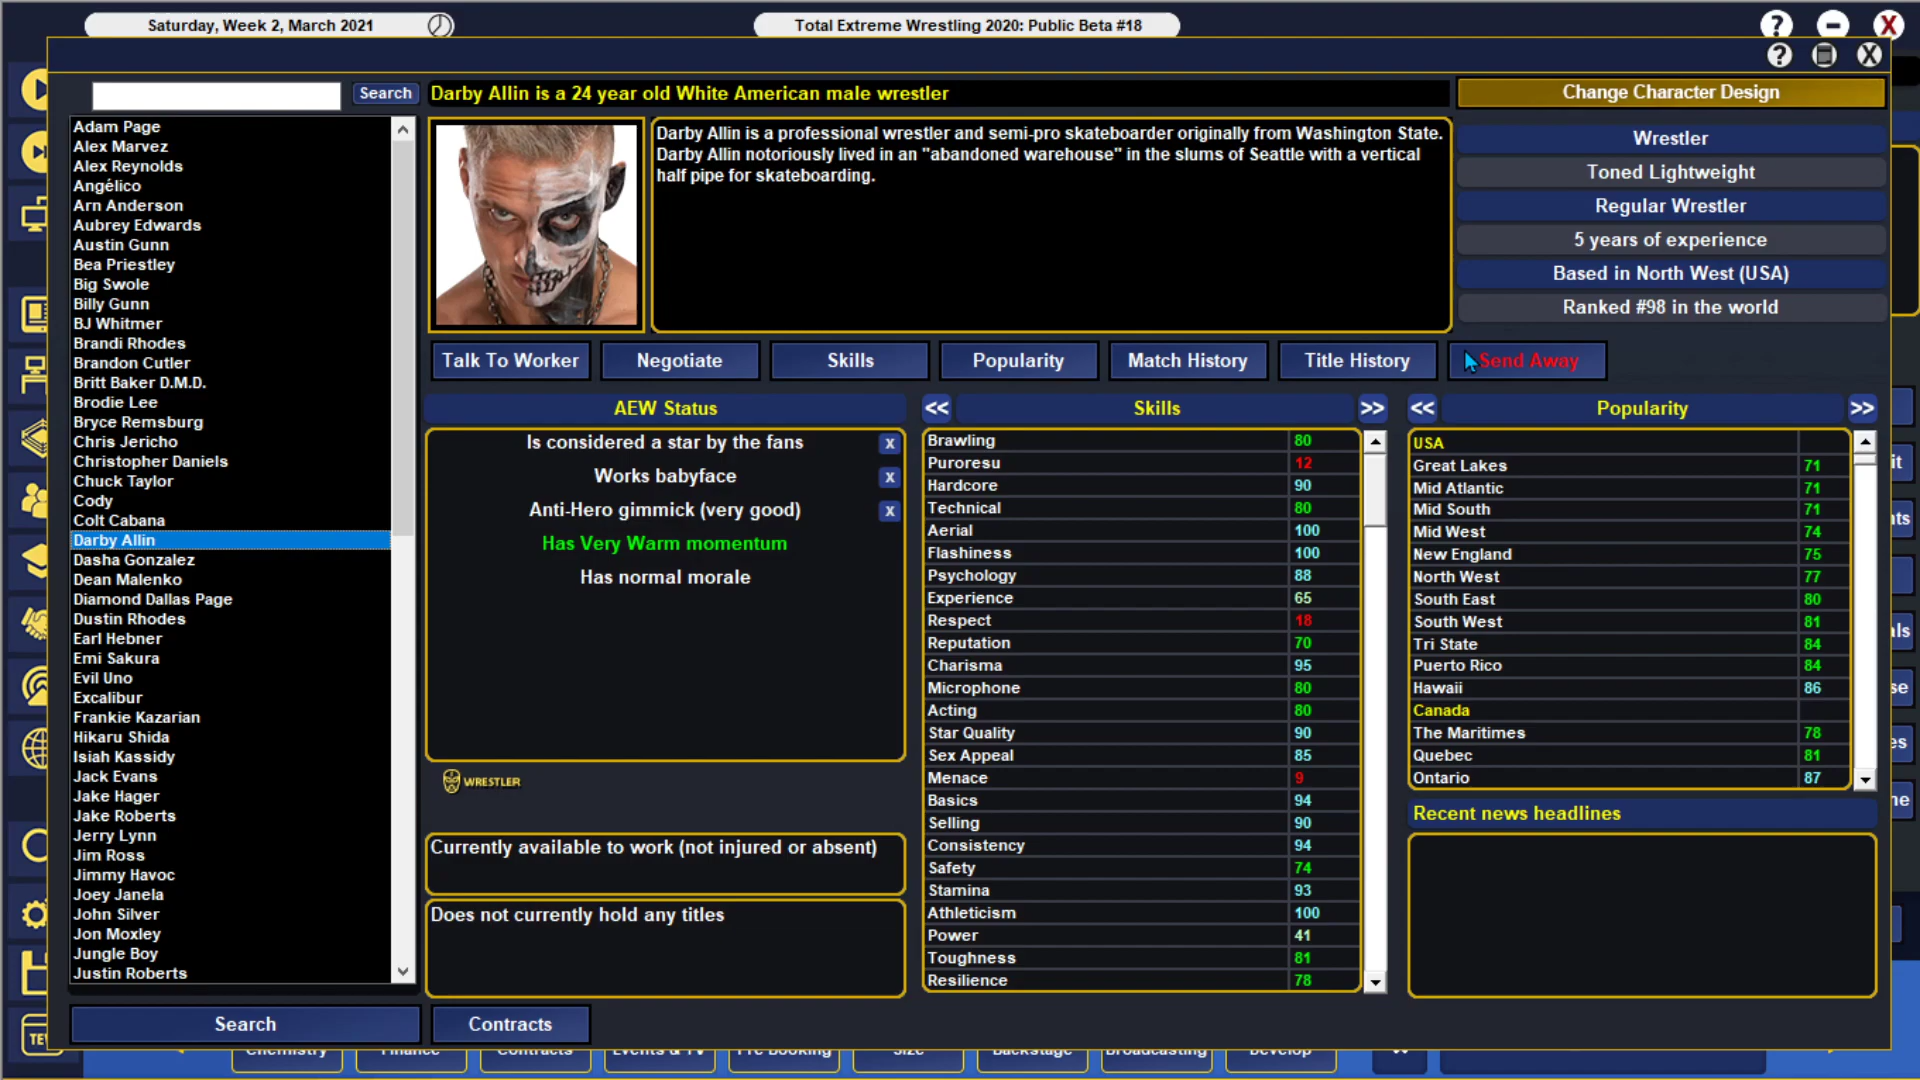 Saturday, Week 2, March 2021
Total Extreme Wrestling 2020: Public Beta #18
Search
Darby Allin is a 24 year old White American male wrestler
Change Character Design
Adam Page
Alex Marvez
Alex Reynolds
Angélico
Arn Anderson
Aubrey Edwards
Austin Gunn
Bea Priestley
Big Swole
Billy Gunn
BJ Whitmer
Brandi Rhodes
Brandon Cutler
Britt Baker D.M.D.
Brodie Lee
Bryce Remsburg
Chris Jericho
Christopher Daniels
Chuck Taylor
Cody
Colt Cabana
Darby Allin
Dasha Gonzalez
Dean Malenko
Diamond Dallas Page
Dustin Rhodes
Earl Hebner
Emi Sakura
Evil Uno
Excalibur
Frankie Kazarian
Hikaru Shida
Isiah Kassidy
Jack Evans
Jake Hager
Jake Roberts
Jerry Lynn
Jim Ross
Jimmy Havoc
Joey Janela
John Silver
Jon Moxley
Jungle Boy
Justin Roberts
Darby Allin is a professional wrestler and semi-pro skateboarder originally from Washington State.
Darby Allin notoriously lived in an "abandoned warehouse" in the slums of Seattle with a vertical
half pipe for skateboarding.
Wrestler
Toned Lightweight
Regular Wrestler
5 years of experience
Based in North West (USA)
Ranked #98 in the world
Talk To Worker
Negotiate
Skills
Popularity
Match History
Title History
Send Away
AEW Status
Is considered a star by the fans
Works babyface
Anti-Hero gimmick (very good)
Has Very Warm momentum
Has normal morale
WRESTLER
Currently available to work (not injured or absent)
Does not currently hold any titles
<< Skills >>
Brawling 80
Puroresu 12
Hardcore 90
Technical 80
Aerial 100
Flashiness 100
Psychology 88
Experience 65
Respect 18
Reputation 70
Charisma 95
Microphone 80
Acting 80
Star Quality 90
Sex Appeal 85
Menace 9
Basics 94
Selling 90
Consistency 94
Safety 74
Stamina 93
Athleticism 100
Power 41
Toughness 81
Resilience 78
<< Popularity >>
USA
Great Lakes 71
Mid Atlantic 71
Mid South 71
Mid West 74
New England 75
North West 77
South East 80
South West 81
Tri State 84
Puerto Rico 84
Hawaii 86
Canada
The Maritimes 78
Quebec 81
Ontario 87
Recent news headlines
Search
Contracts
Chemistry
Finance
Contracts
Events & TV
Pre Booking
Size
Backstage
Broadcasting
Develop